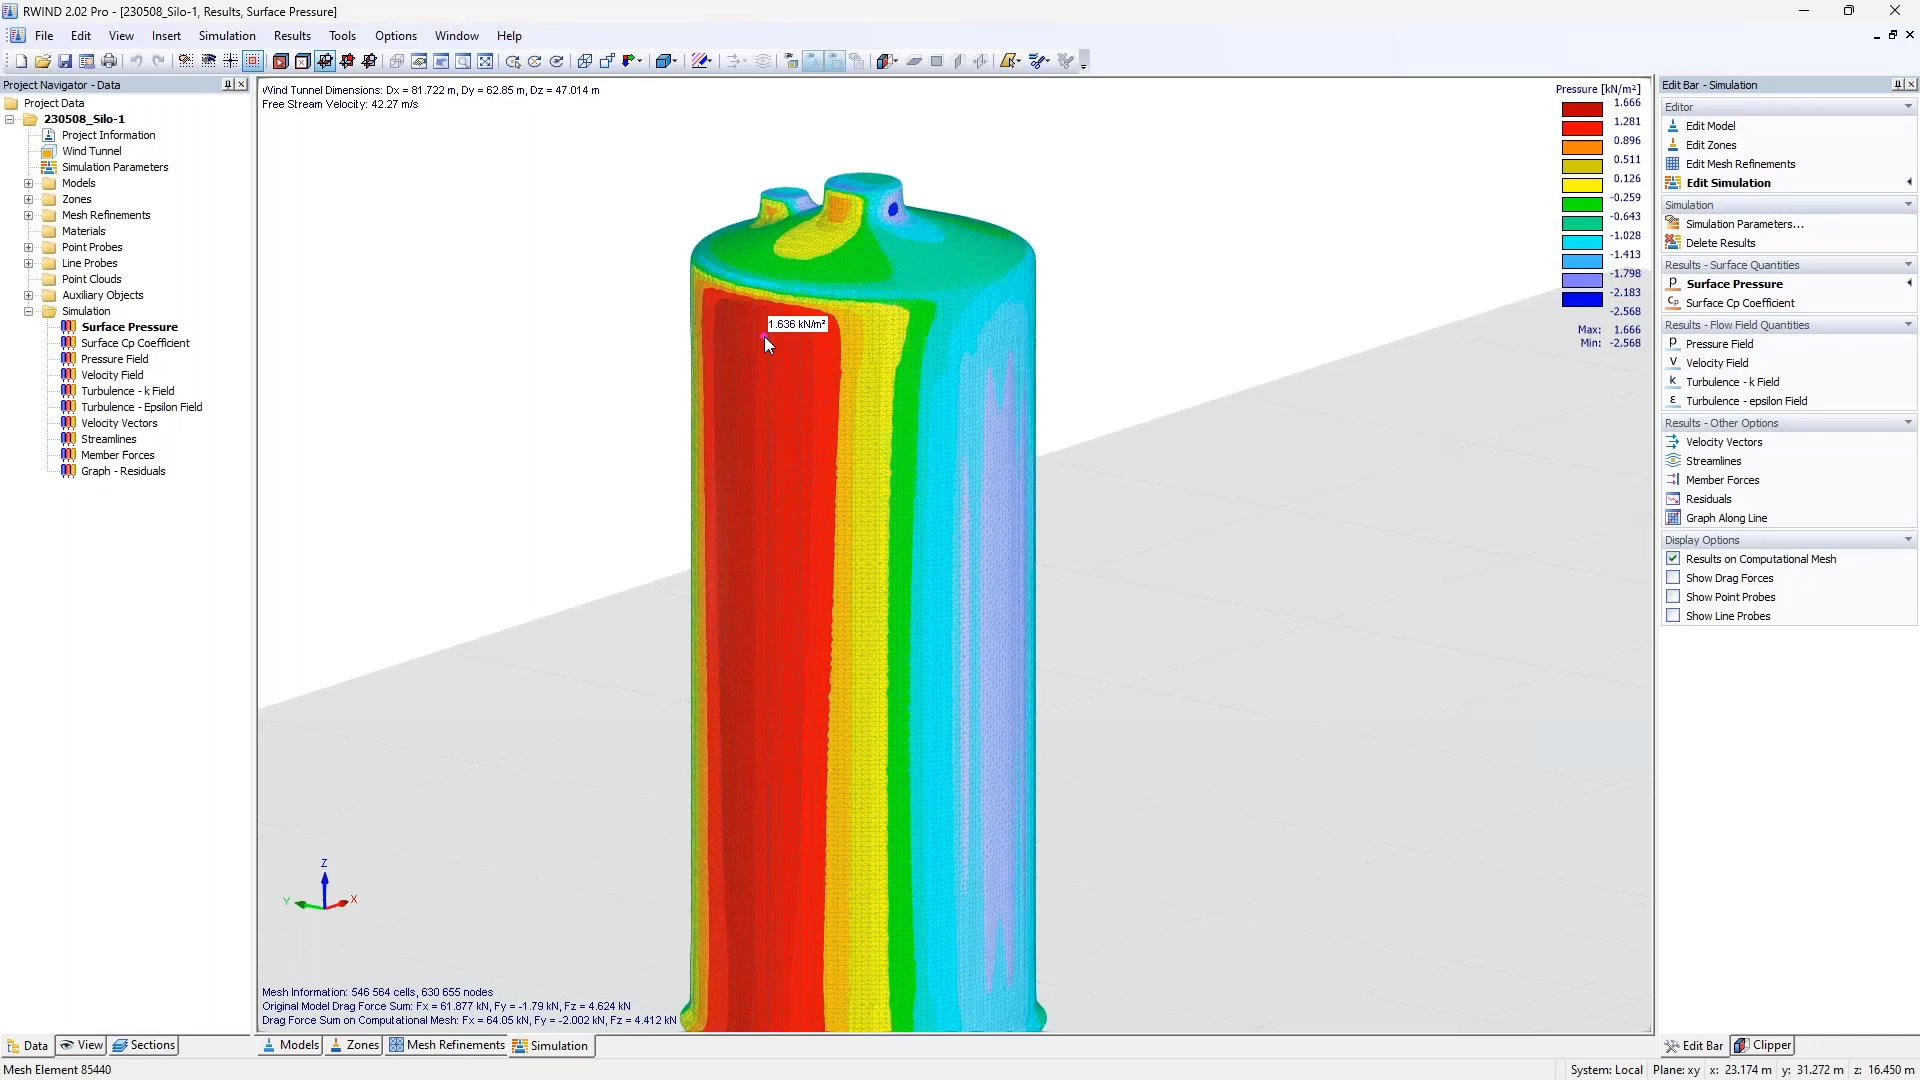 RWIND 2.02 Pro - [230508_Silo-1, Results, Surface Pressure]
File Edit View Insert Simulation Results Tools Options Window Help
Project Navigator - Data
Project Data
230508_Silo-1
Project Information
Wind Tunnel
Simulation Parameters
Models
Zones
Mesh Refinements
Materials
Point Probes
Line Probes
Point Clouds
Auxiliary Objects
Simulation
Surface Pressure
Surface Cp Coefficient
Pressure Field
Velocity Field
Turbulence - k Field
Turbulence - Epsilon Field
Velocity Vectors
Streamlines
Member Forces
Graph - Residuals
Data View Sections
Wind Tunnel Dimensions: Dx = 81.722 m, Dy = 62.85 m, Dz = 47.014 m
Free Stream Velocity: 42.27 m/s
Pressure [kN/m²]
1.666
1.281
0.896
0.511
0.126
-0.259
-0.643
-1.028
-1.413
-1.798
-2.183
-2.568
Max: 1.666
Min: -2.568
1.636 kN/m²
Z
Y
X
Mesh Information: 546 564 cells, 630 655 nodes
Original Model Drag Force Sum: Fx = 61.877 kN, Fy = -1.79 kN, Fz = 4.624 kN
Drag Force Sum on Computational Mesh: Fx = 64.05 kN, Fy = -2.002 kN, Fz = 4.412 kN
Models Zones Mesh Refinements Simulation
Edit Bar - Simulation
Editor
Edit Model
Edit Zones
Edit Mesh Refinements
Edit Simulation
Simulation
Simulation Parameters...
Delete Results
Results - Surface Quantities
P Surface Pressure
Cp Surface Cp Coefficient
Results - Flow Field Quantities
P Pressure Field
V Velocity Field
K Turbulence - k Field
ε Turbulence - epsilon Field
Results - Other Options
Velocity Vectors
Streamlines
Member Forces
Residuals
Graph Along Line
Display Options
Results on Computational Mesh
Show Drag Forces
Show Point Probes
Show Line Probes
Edit Bar Clipper
Mesh Element 85440
System: Local Plane: xy x: 23.174 m y: 31.272 m z: 16.450 m